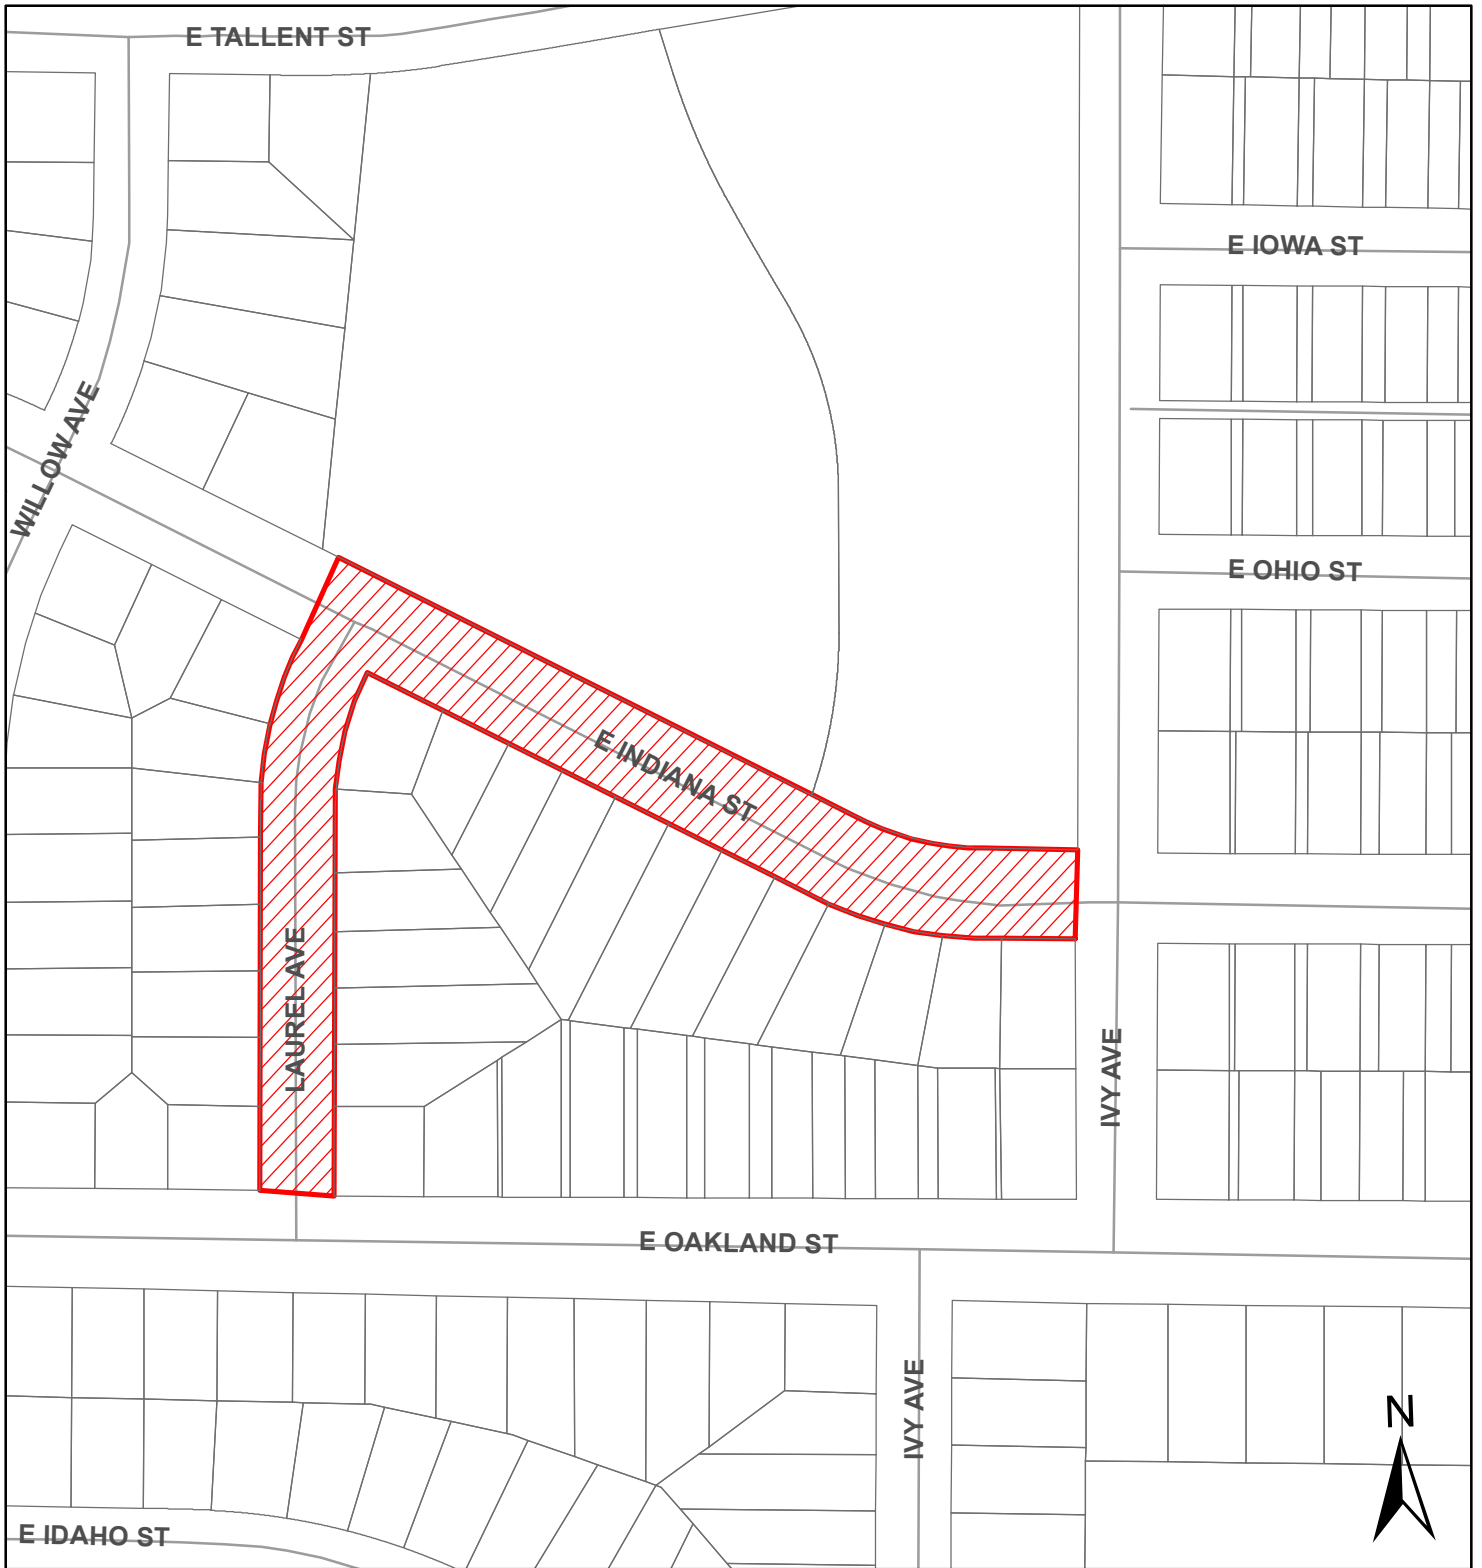 E TALLENT ST
E IOWA ST
WILLOW AVE
E OHIO ST
E INDIANA ST
LAUREL AVE
IVY AVE
E OAKLAND ST
IVY AVE
N
E IDAHO ST